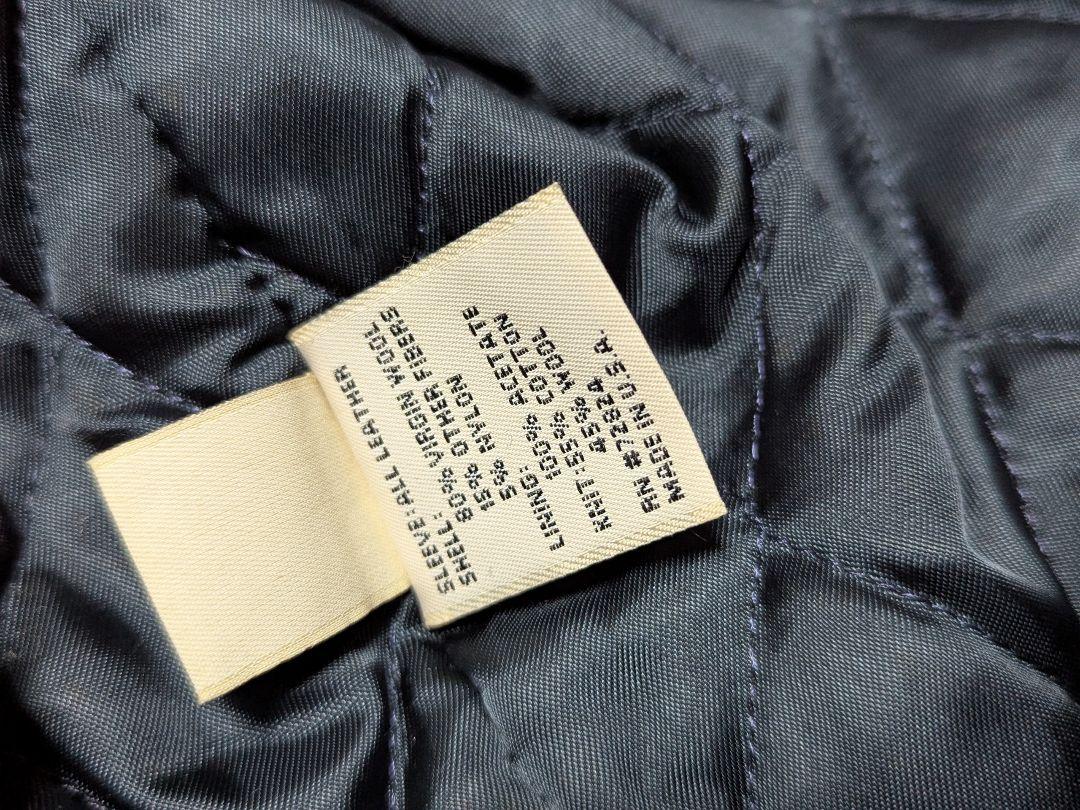 SLEEVE:ALL LEATHER
SHELL:
80% VIRGIN WOOL
15% OTHER FIBERS
5% NYLON
LINING:
100% ACETATE
KNIT:55% COTTON
45% WOOL
RN #72824
MADE IN U.S.A.